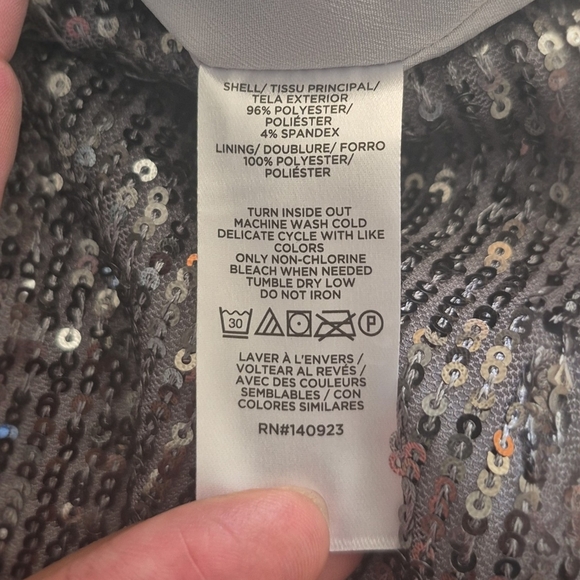 SHELL/ TISSU PRINCIPAL/
TELA EXTERIOR
96% POLYESTER/
POLIÉSTER
4% SPANDEX
LINING/ DOUBLURE/ FORRO
100% POLYESTER/
POLIÉSTER
TURN INSIDE OUT
MACHINE WASH COLD
DELICATE CYCLE WITH LIKE
COLORS
ONLY NON-CHLORINE
BLEACH WHEN NEEDED
TUMBLE DRY LOW
DO NOT IRON
30 P
LAVER À L'ENVERS/
VOLTEAR AL REVÉS/
AVEC DES COULEURS
SEMBLABLES / CON
COLORES SIMILARES
RN#140923